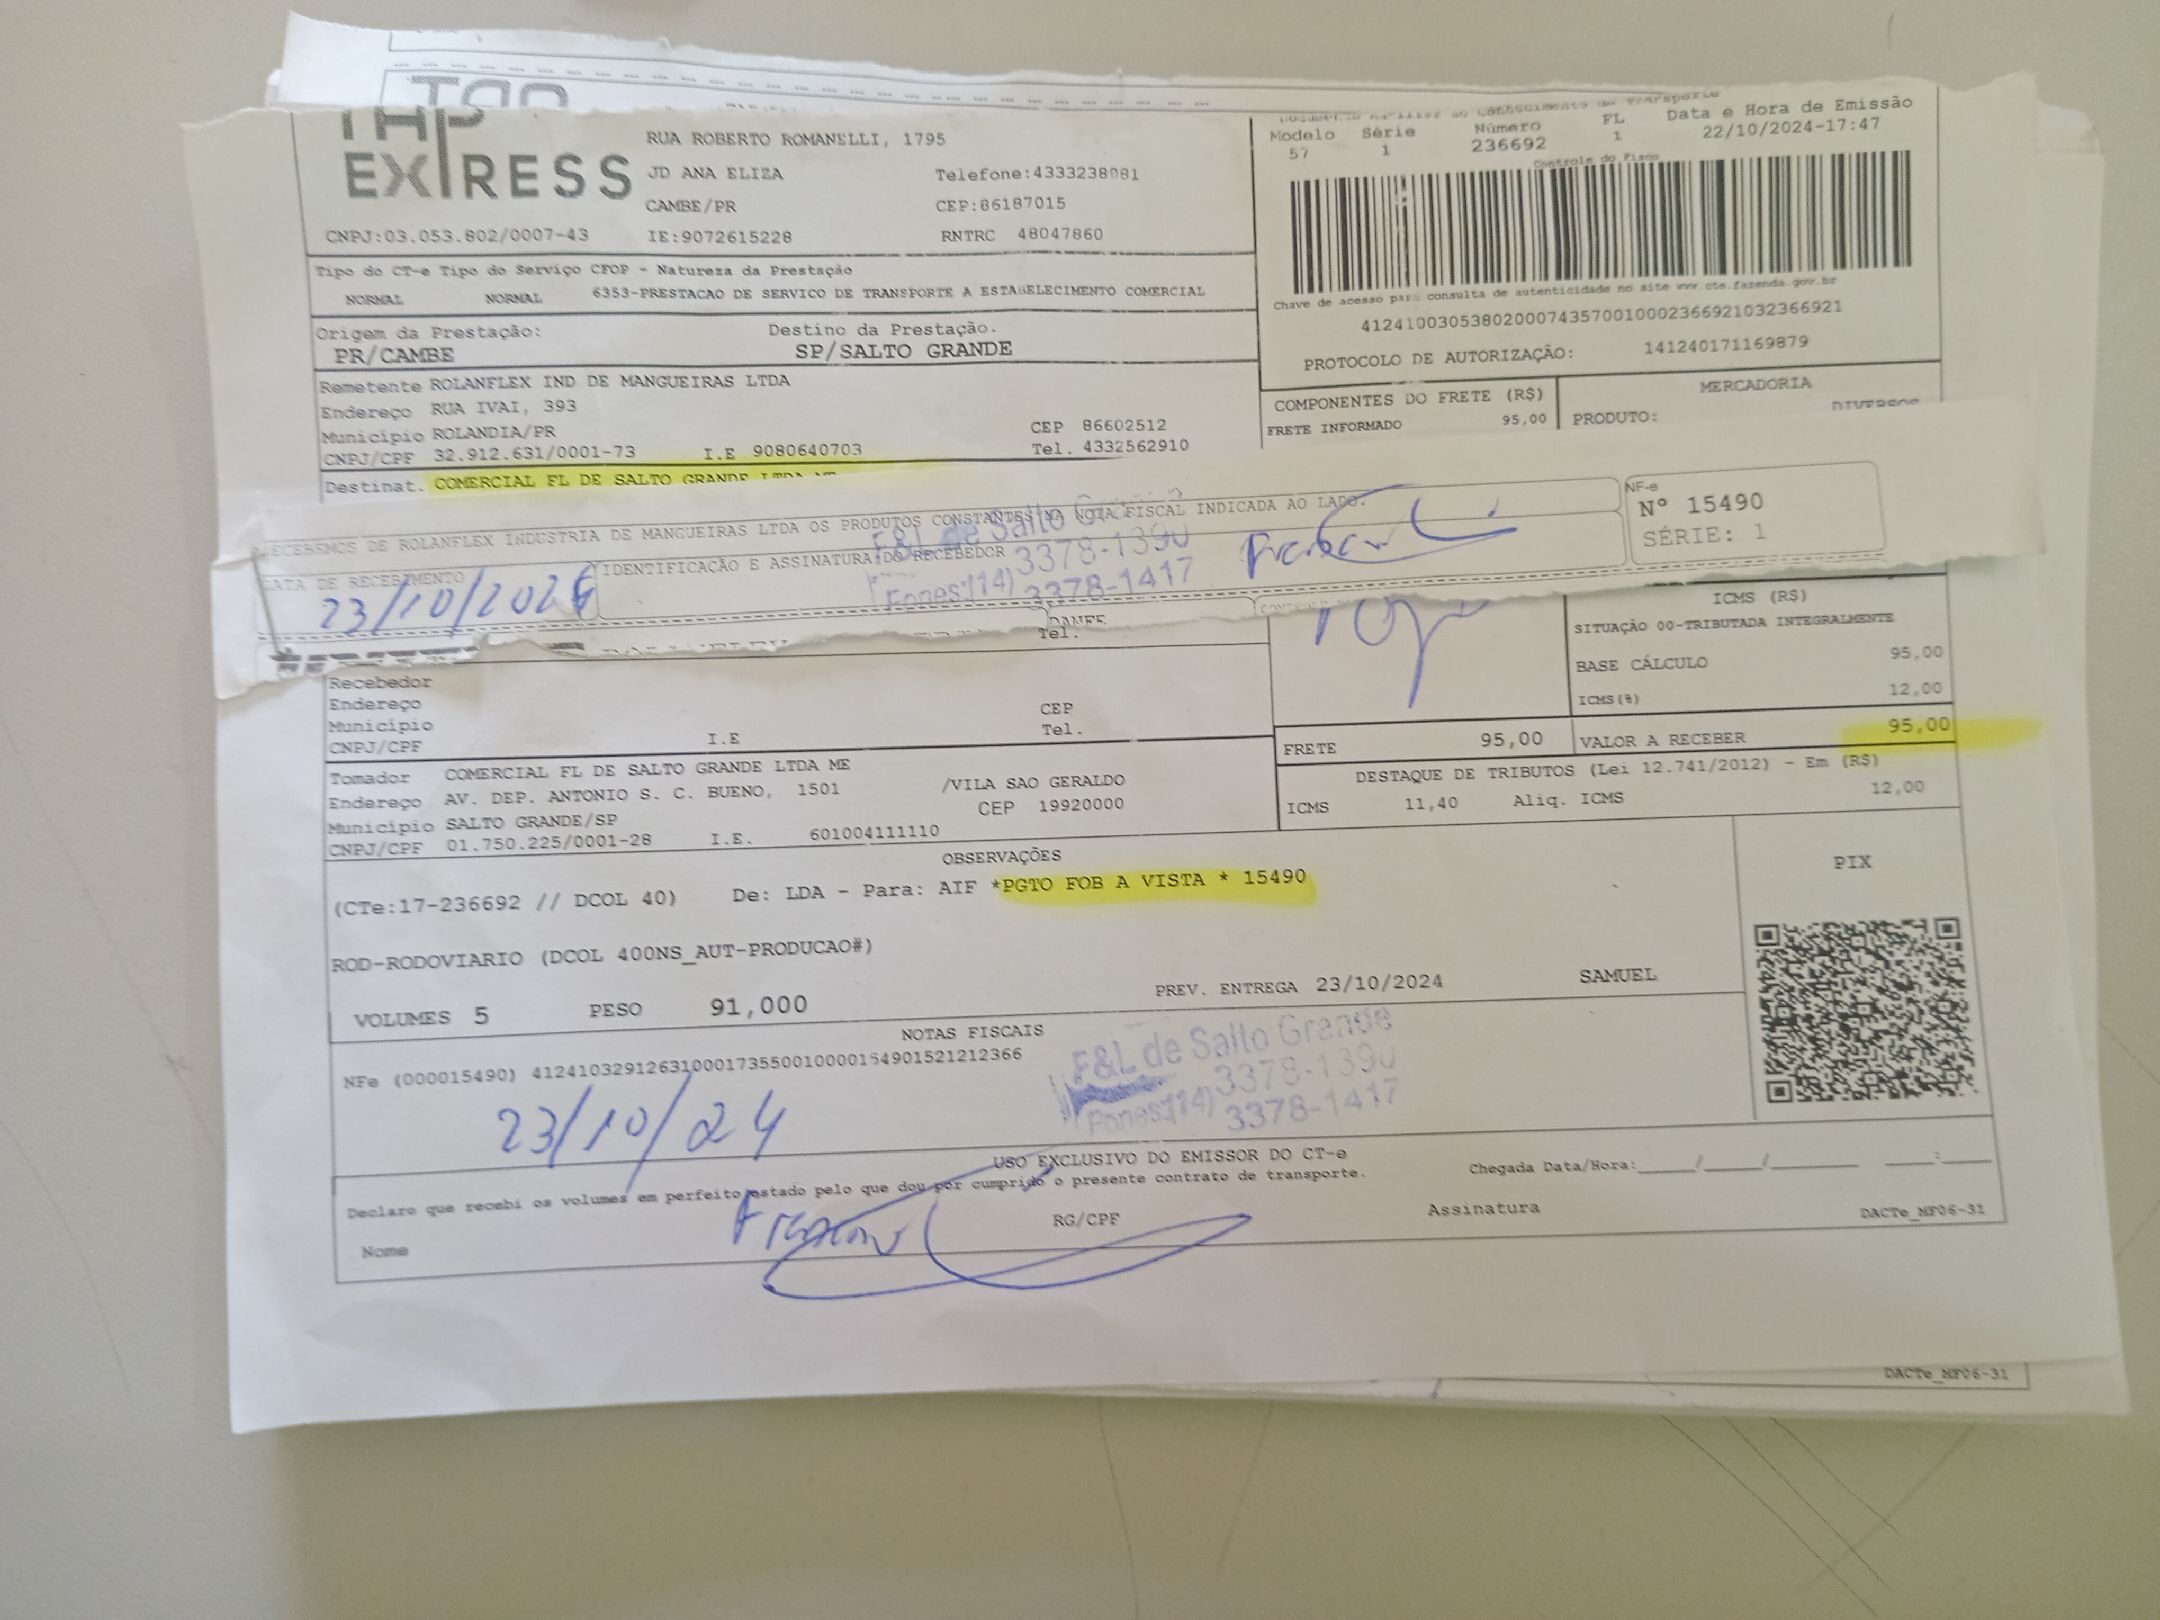 TAP
EXPRESS
RUA ROBERTO ROMANELLI, 1795
JD ANA ELIZA Telefone:4333238081
CAMBE/PR CEP:86187015
CNPJ:03.053.802/0007-43 IE:9072615228 RNTRC 48047860
Data e Hora de Emissão
Modelo Série Número FL 22/10/2024-17:47
57 1 236692 1
Controle do Fisco
Tipo do CT-e Tipo do Serviço CFOP - Natureza da Prestação
NORMAL NORMAL 6353-PRESTACAO DE SERVICO DE TRANSPORTE A ESTABELECIMENTO COMERCIAL
Chave de acesso para consulta de autenticidade no site www.cte.fazenda.gov.br
41241003053802000743570010002366921032366921
PROTOCOLO DE AUTORIZAÇÃO: 141240171169879
Origem da Prestação: Destino da Prestação.
PR/CAMBE SP/SALTO GRANDE
Remetente ROLANFLEX IND DE MANGUEIRAS LTDA
Endereço RUA IVAI, 393
Município ROLANDIA/PR CEP 86602512
CNPJ/CPF 32.912.631/0001-73 I.E 9080640703 Tel. 4332562910
COMPONENTES DO FRETE (R$) MERCADORIA
FRETE INFORMADO 95,00 PRODUTO: DIVERSOS
Destinat. COMERCIAL FL DE SALTO GRANDE LTDA
RECEBEMOS DE ROLANFLEX INDUSTRIA DE MANGUEIRAS LTDA OS PRODUTOS CONSTANTES NA NOTA FISCAL INDICADA AO LADO.
DATA DE RECEBIMENTO IDENTIFICAÇÃO E ASSINATURA DO RECEBEDOR
23/10/2024
F&L de Salto Grande
Fones:(14) 3378-1390
3378-1417
NF-e
Nº 15490
SÉRIE: 1
DANFE
Tel.
Recebedor
Endereço CEP
Município Tel.
CNPJ/CPF I.E
ICMS (R$)
SITUAÇÃO 00-TRIBUTADA INTEGRALMENTE
BASE CÁLCULO 95,00
ICMS(%) 12,00
FRETE 95,00 VALOR A RECEBER 95,00
Tomador COMERCIAL FL DE SALTO GRANDE LTDA ME
Endereço AV. DEP. ANTONIO S. C. BUENO, 1501 /VILA SAO GERALDO
Município SALTO GRANDE/SP CEP 19920000
CNPJ/CPF 01.750.225/0001-28 I.E. 601004111110
DESTAQUE DE TRIBUTOS (Lei 12.741/2012) - Em (R$)
ICMS 11,40 Aliq. ICMS 12,00
OBSERVAÇÕES
(CTe:17-236692 // DCOL 40) De: LDA - Para: AIF *PGTO FOB A VISTA * 15490
PIX
ROD-RODOVIARIO (DCOL 400NS_AUT-PRODUCAO#)
VOLUMES 5 PESO 91,000 PREV. ENTREGA 23/10/2024 SAMUEL
NOTAS FISCAIS
NFe (000015490) 41241032912631000173550010000154901521212366
23/10/24
F&L de Salto Grande
Fones:(14) 3378-1390
3378-1417
USO EXCLUSIVO DO EMISSOR DO CT-e
Declaro que recebi os volumes em perfeito estado pelo que dou por cumprido o presente contrato de transporte.
Chegada Data/Hora:____/____/______ ___:___
Nome RG/CPF Assinatura DACTe_MF06-31
DACTe_MF06-31